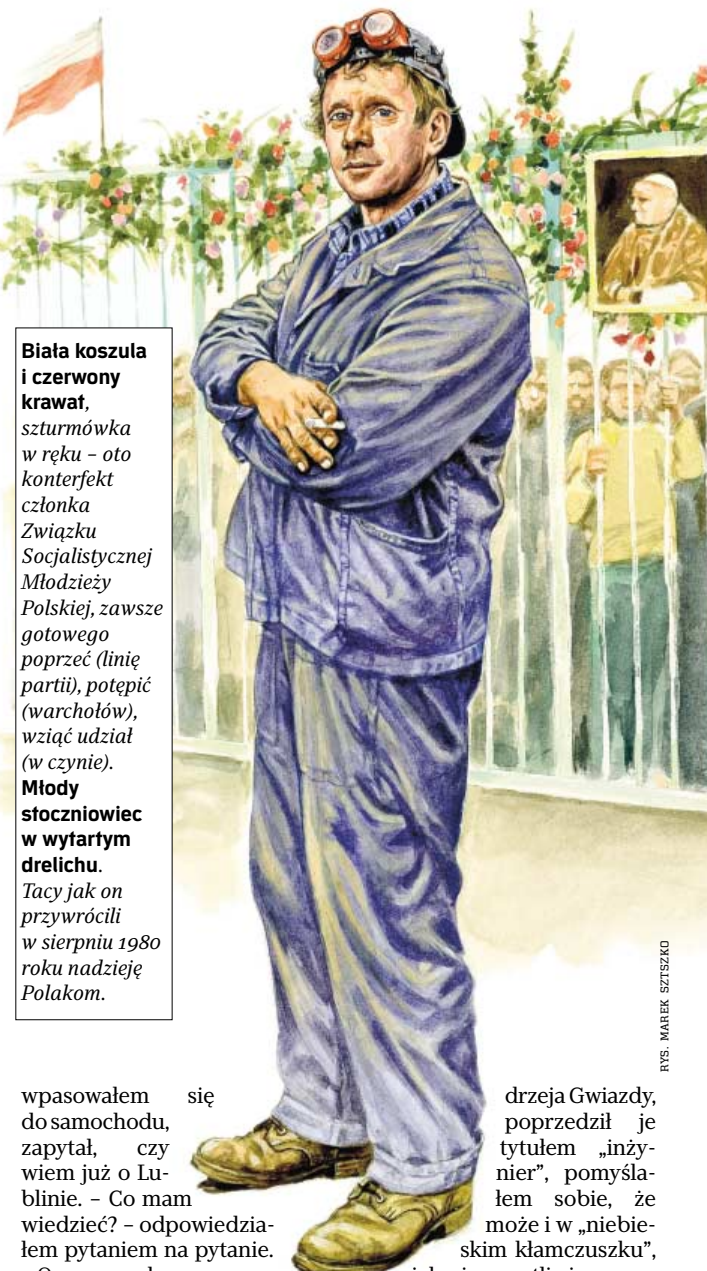 Biała koszula
i czerwony
krawat,
szturmówka
w ręku – oto
konterfekt
członka
Związku
Socjalistycznej
Młodzieży
Polskiej, zawsze
gotowego
poprzeć (linię
partii), potępić
(warchołów),
wziąć udział
(w czynie).
Młody
stoczniowiec
w wytartym
drelichu.
Tacy jak on
przywrócili
w sierpniu 1980
roku nadzieję
Polakom.
RYS. MAREK SZTSZKO
wpasowałem się
do samochodu,
zapytał, czy
wiem już o Lu-
blinie. – Co mam
wiedzieć? – odpowiedzia-
łem pytaniem na pytanie.
drzeja Gwiazdy,
poprzedził je
tytułem „inży-
nier”, pomyśla-
łem sobie, że
może i w „niebie-
skim kłamczuszku”,